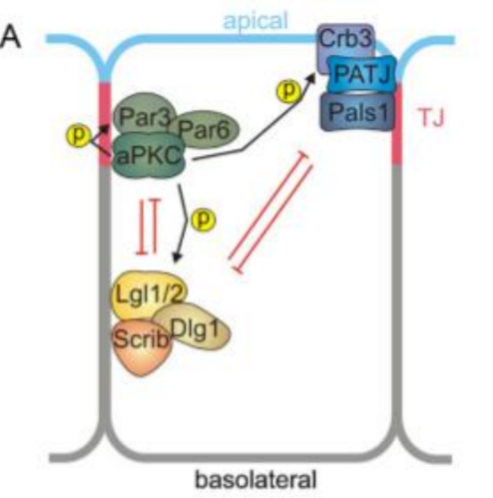 A
apical
Crb3
PATJ
Pals1
TJ
p
Par3
Par6
aPKC
p
p
Lgl1/2
Dlg1
Scrib
basolateral